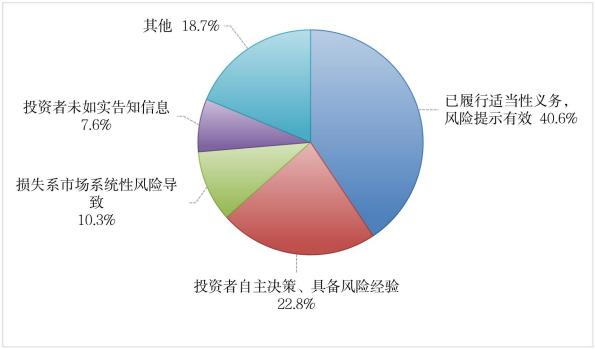 其他 18.7%
已履行适当性义务，
风险提示有效 40.6%
投资者未如实告知信息
7.6%
损失系市场系统性风险导
致
10.3%
投资者自主决策、具备风险经验
22.8%